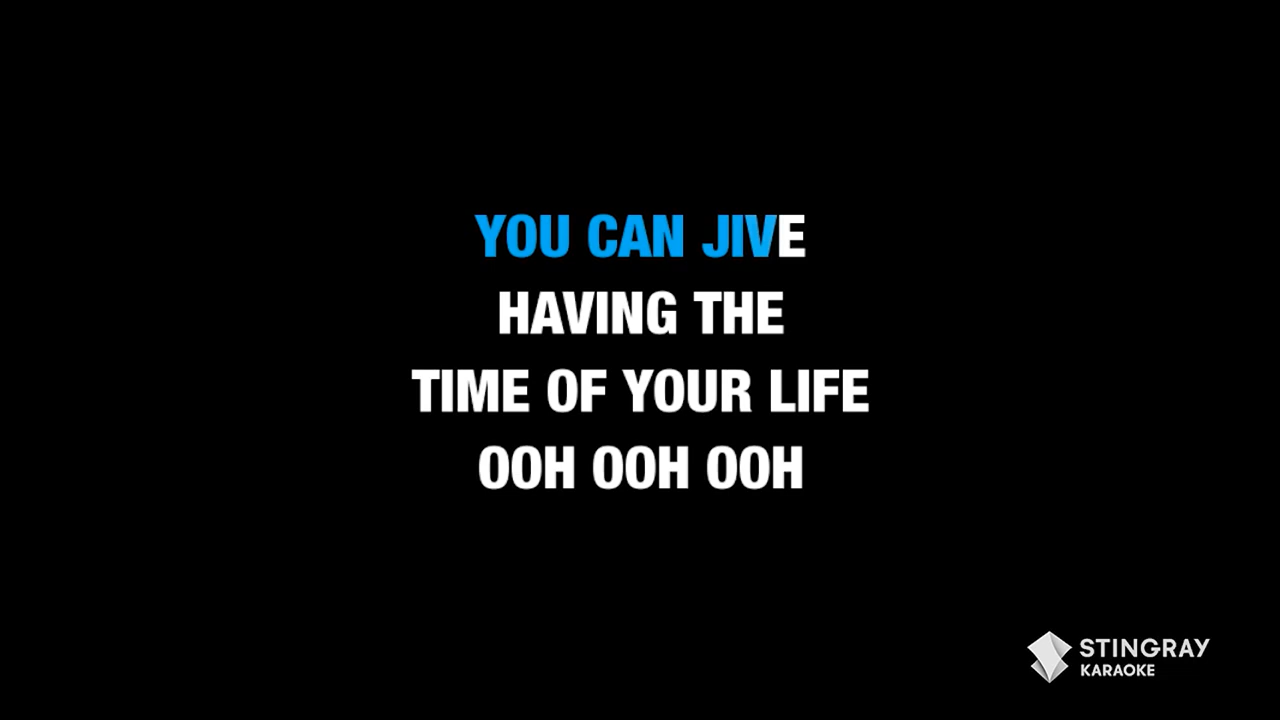 YOU CAN JIVE
HAVING THE
TIME OF YOUR LIFE
OOH OOH OOH
STINGRAY
KARAOKE